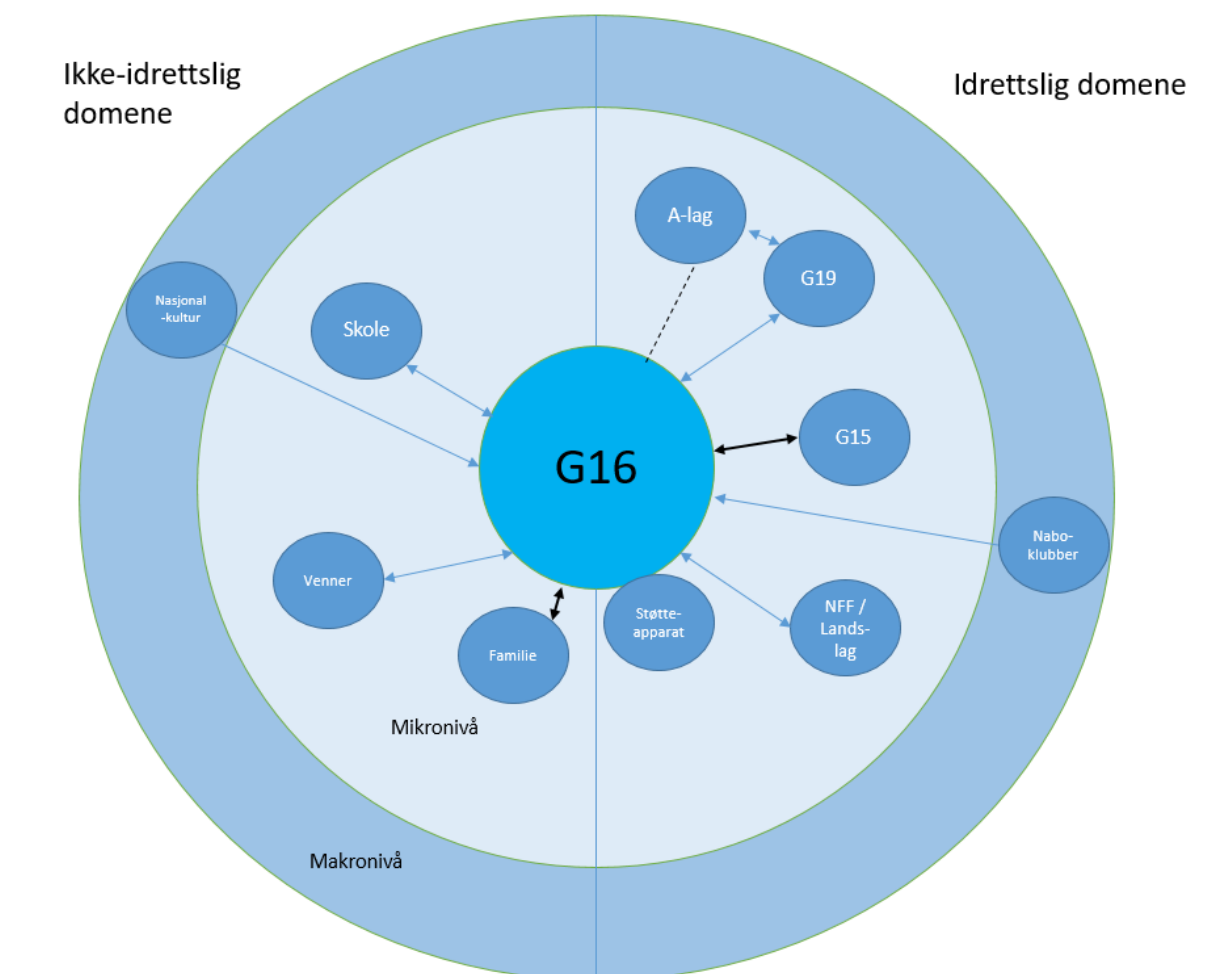 Ikke-idrettslig
domene
Idrettslig domene
A-lag
G19
Nasjonal
-kultur
Skole
G15
G16
Nabo-
klubber
Venner
Støtte-
apparat
NFF /
Lands-
lag
Familie
Mikronivå
Makronivå